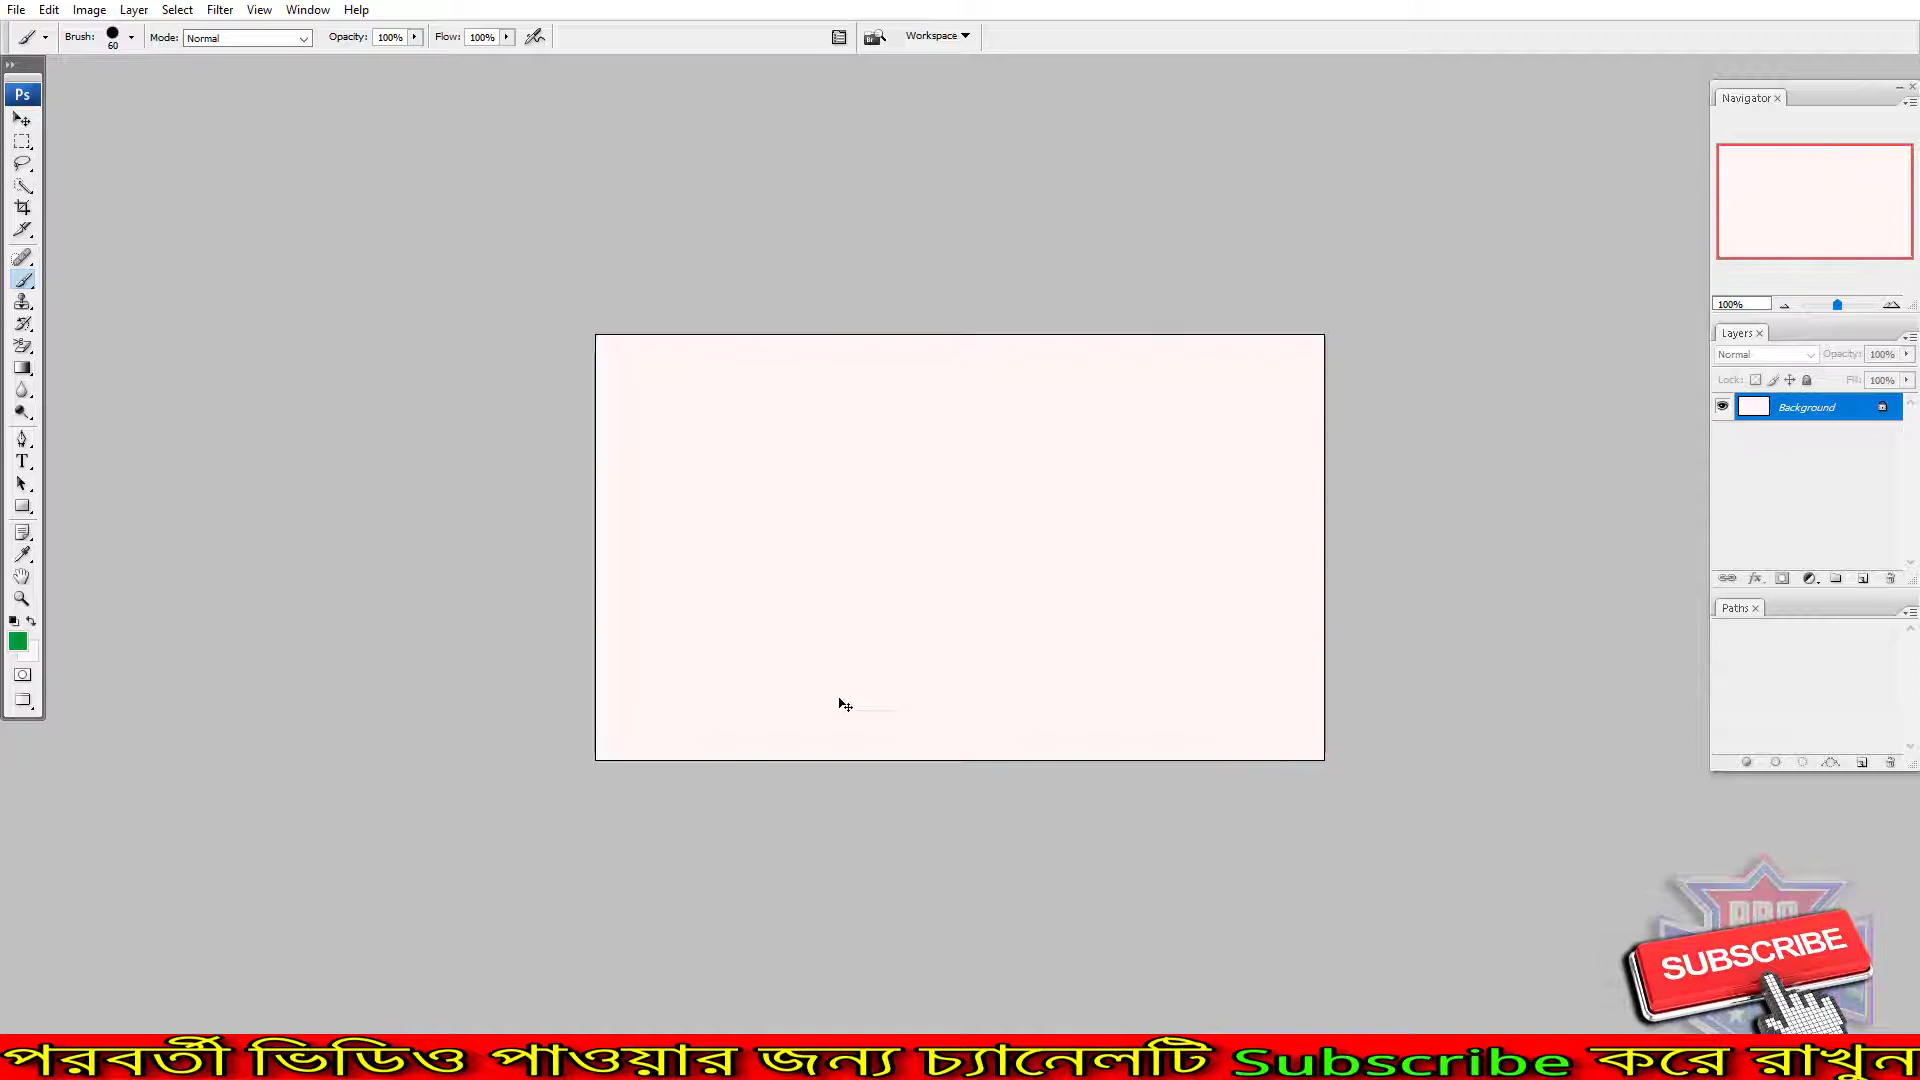 File Edit Image Layer Select Filter View Window Help
Brush: 60 Mode: Normal Opacity: 100% Flow: 100% Workspace
Ps
Navigator
100%
Layers
Normal Opacity: 100%
Lock: Fill: 100%
Background
T
Paths
SUBSCRIBE
পরবর্তী ভিডিও পাওয়ার জন্য চ্যানেলটি Subscribe করে রাখুন